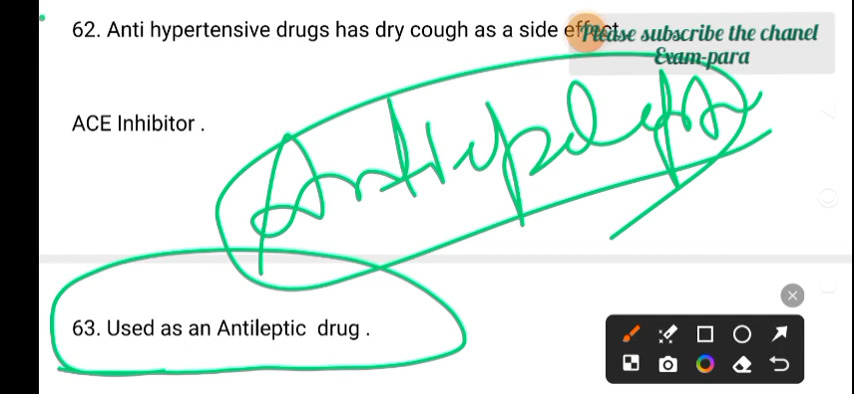 62. Anti hypertensive drugs has dry cough as a side effect.
Please subscribe the chanel
Exam-para
ACE Inhibitor .
63. Used as an Antileptic drug .